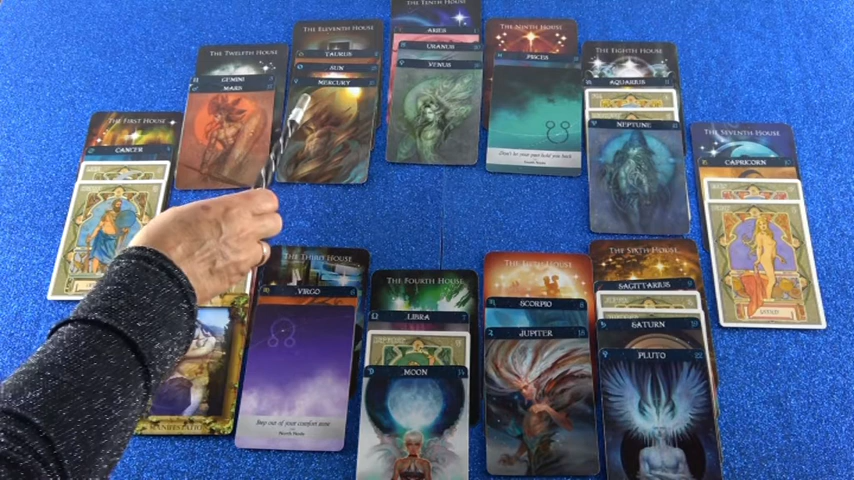 THE TENTH HOUSE
ARIES
URANUS
VENUS
THE ELEVENTH HOUSE
TAURUS
SUN
MERCURY
THE NINTH HOUSE
PISCES
Don't let your past hold you back
South Node
THE TWELFTH HOUSE
GEMINI
MARS
THE EIGHTH HOUSE
AQUARIUS
NEPTUNE
THE FIRST HOUSE
CANCER
THE SEVENTH HOUSE
CAPRICORN
THE THIRD HOUSE
VIRGO
Step out of your comfort zone
North Node
THE FOURTH HOUSE
LIBRA
MOON
THE FIFTH HOUSE
SCORPIO
JUPITER
THE SIXTH HOUSE
SAGITTARIUS
SATURN
PLUTO